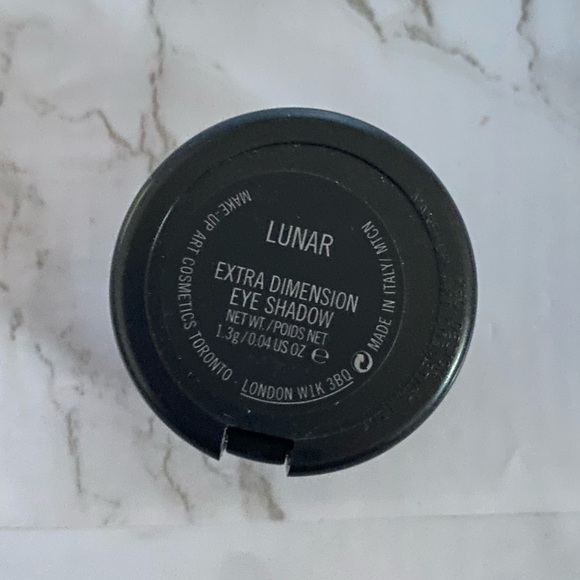 LUNAR
EXTRA DIMENSION
EYE SHADOW
NET WT./POIDS NET
1.3g/0.04 US OZ ℮
MAKE-UP ART COSMETICS TORONTO · LONDON W1K 3BQ
MADE IN ITALY/MTCN